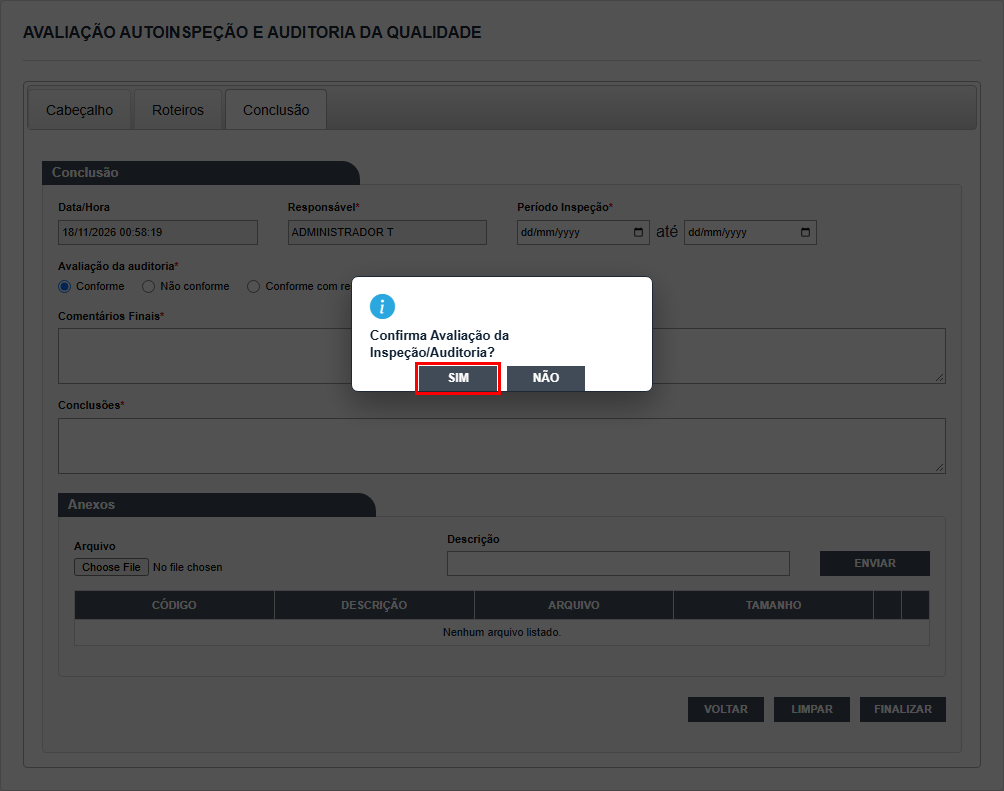 AVALIAÇÃO AUTOINSPEÇÃO E AUDITORIA DA QUALIDADE
Cabeçalho Roteiros Conclusão
Conclusão
Data/Hora Responsável* Período Inspeção*
18/11/2026 00:58:19 ADMINISTRADOR T dd/mm/yyyy até dd/mm/yyyy
Avaliação da auditoria*
Conforme Não conforme Conforme com re
Comentários Finais*
Confirma Avaliação da
Inspeção/Auditoria?
SIM NÃO
Conclusões*
Anexos
Arquivo Descrição
Choose File No file chosen ENVIAR
CÓDIGO DESCRIÇÃO ARQUIVO TAMANHO
Nenhum arquivo listado.
VOLTAR LIMPAR FINALIZAR